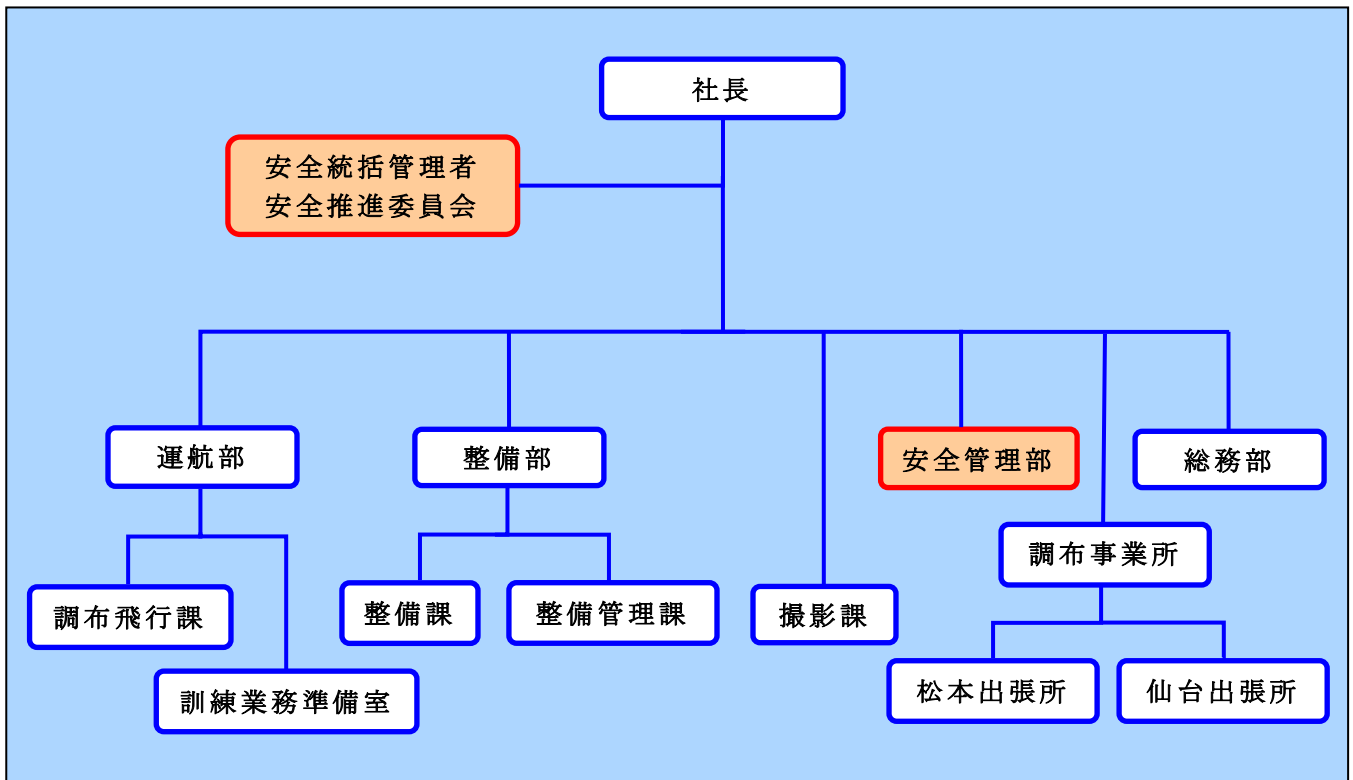 社長
安全統括管理者
安全推進委員会
運航部
整備部
安全管理部
総務部
調布事業所
調布飛行課
整備課
整備管理課
撮影課
訓練業務準備室
松本出張所
仙台出張所